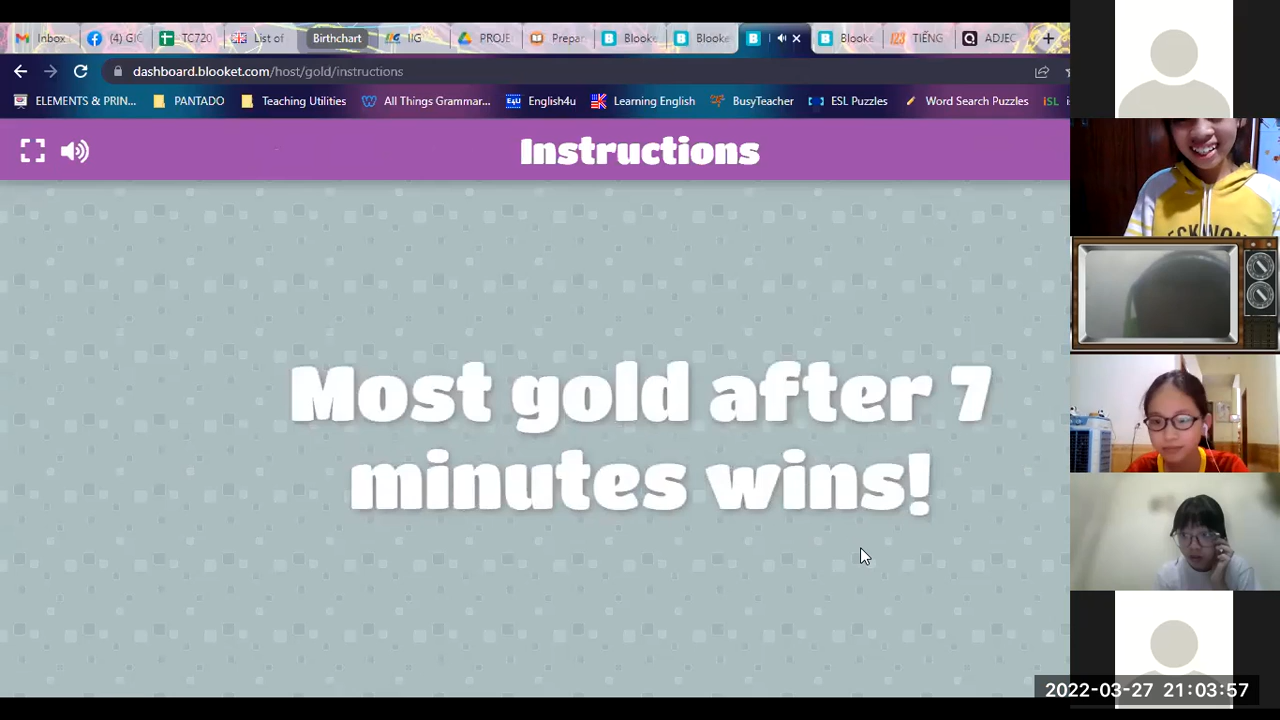 Inbox
(4) GIC
TC720
List of
Birthchart
IIG
PROJE
Prepar
Blooke
Blooke
Blooke
TIẾNG
ADJEC
dashboard.blooket.com/host/gold/instructions
ELEMENTS & PRIN...
PANTADO
Teaching Utilities
All Things Grammar...
English4u
Learning English
BusyTeacher
ESL Puzzles
Word Search Puzzles
iSL
Instructions
Most gold after 7
minutes wins!
2022-03-27 21:03:57